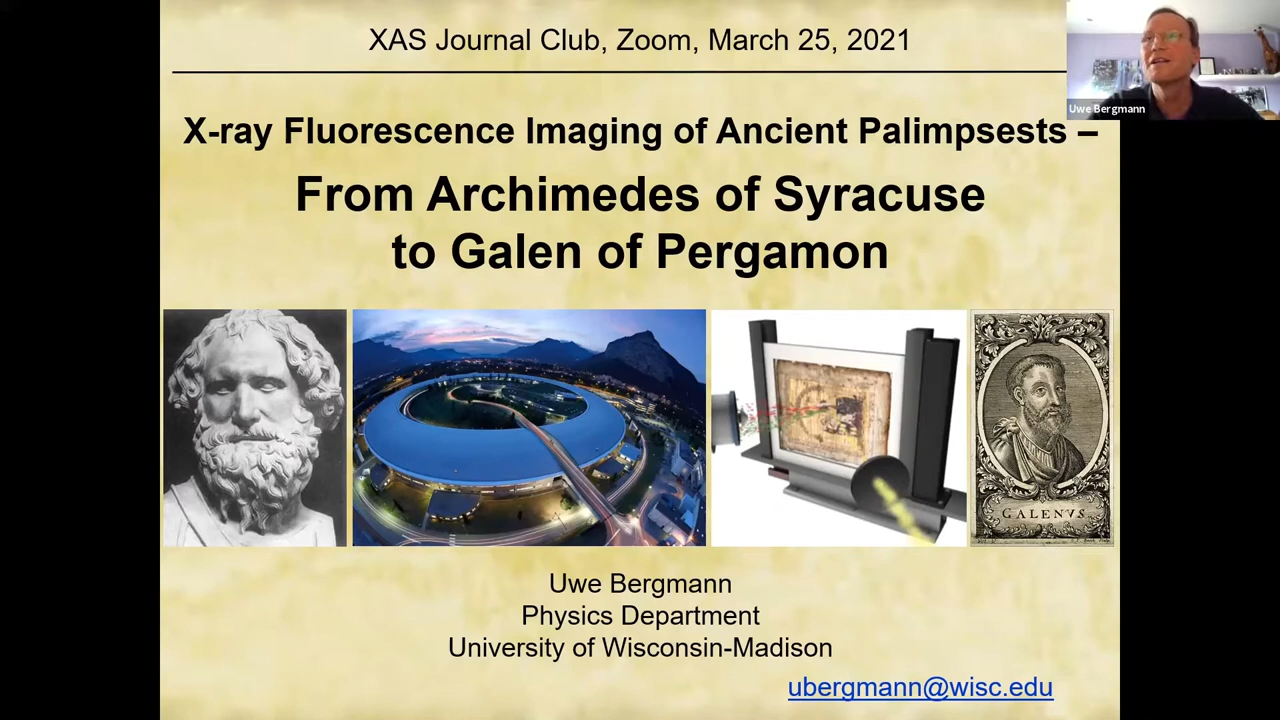 XAS Journal Club, Zoom, March 25, 2021
Uwe Bergmann
X-ray Fluorescence Imaging of Ancient Palimpsests –
From Archimedes of Syracuse
to Galen of Pergamon
GALENVS
Uwe Bergmann
Physics Department
University of Wisconsin-Madison
ubergmann@wisc.edu